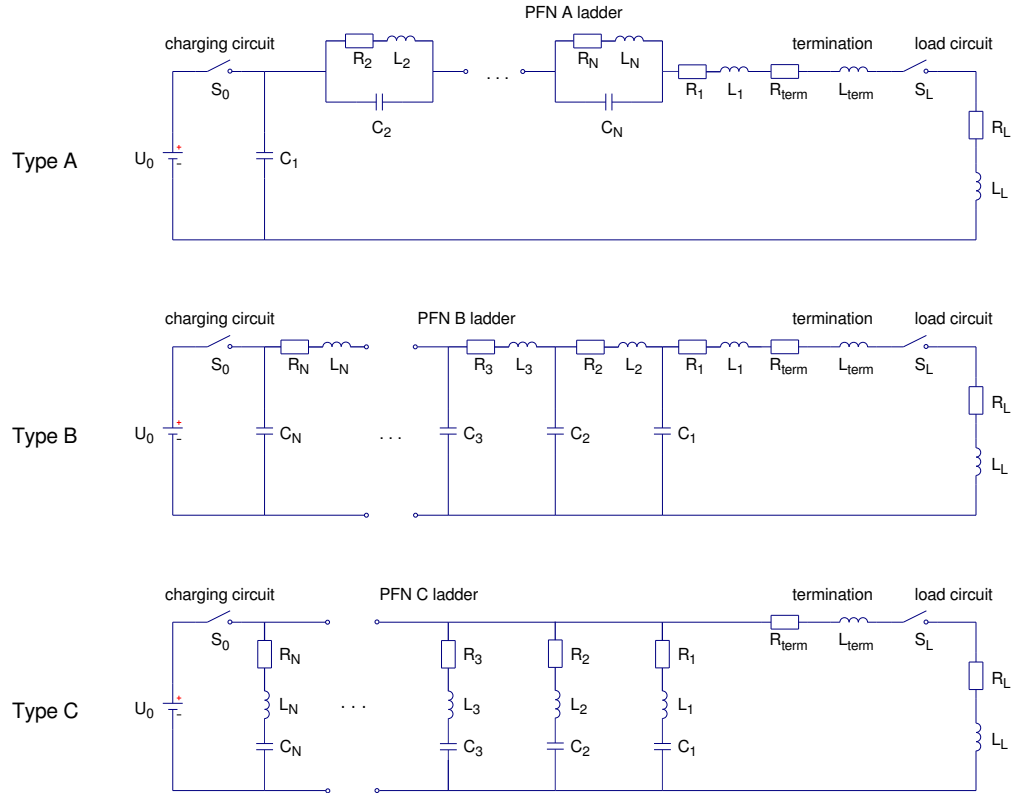 PFN A ladder
charging circuit termination load circuit
R2 L2 . . . RN LN
S0 C2 CN R1 L1 Rterm Lterm SL
RL
Type A U0 + - C1
LL
charging circuit PFN B ladder termination load circuit
S0 RN LN R3 L3 R2 L2 R1 L1 Rterm Lterm SL
RL
Type B U0 + - CN . . . C3 C2 C1
LL
charging circuit PFN C ladder termination load circuit
S0 Rterm Lterm SL
RN R3 R2 R1
RL
Type C U0 + - LN . . . L3 L2 L1
CN C3 C2 C1 LL